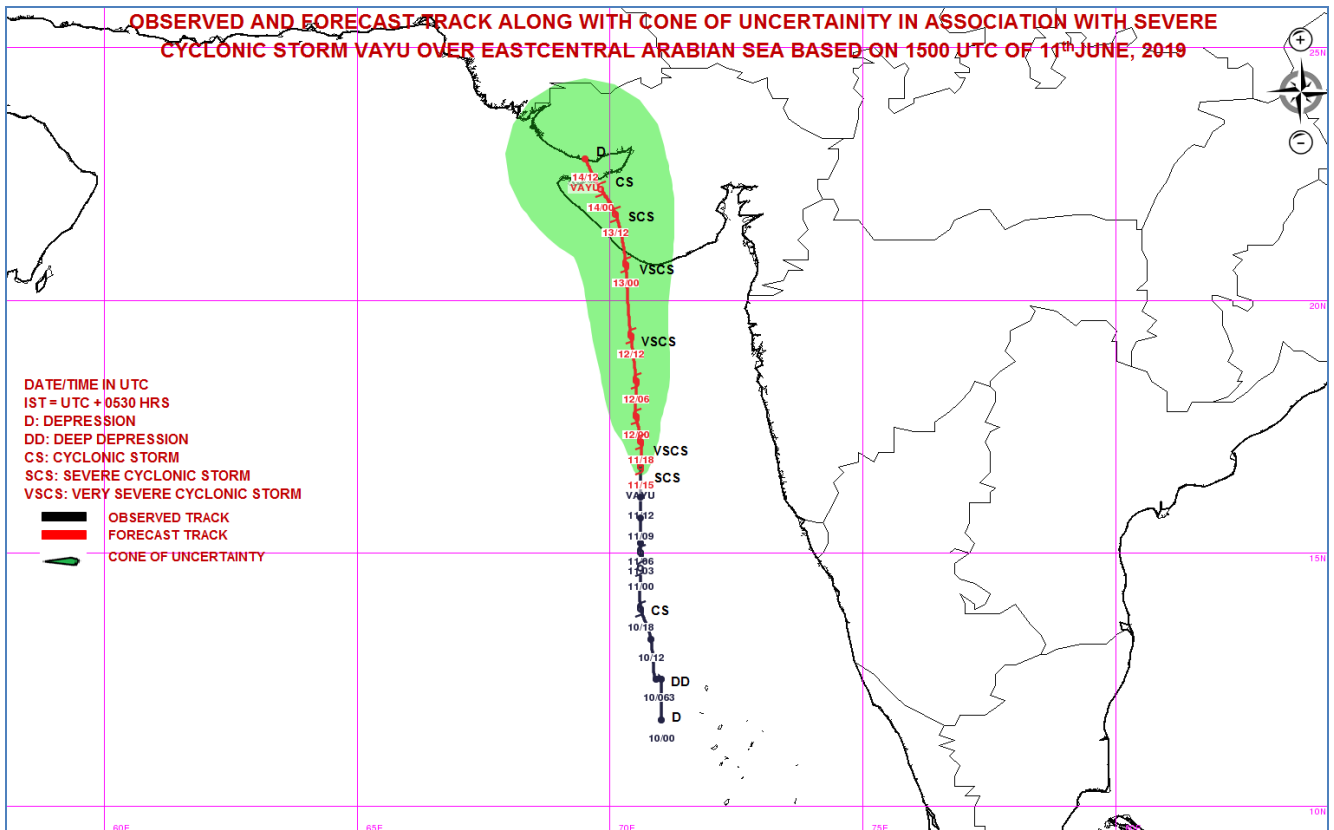 OBSERVED AND FORECAST TRACK ALONG WITH CONE OF UNCERTAINITY IN ASSOCIATION WITH SEVERE
CYCLONIC STORM VAYU OVER EASTCENTRAL ARABIAN SEA BASED ON 1500 UTC OF 11th JUNE, 2019
25N
D
14/12
VAYU
CS
14/00
SCS
13/12
VSCS
13/00
20N
VSCS
12/12
DATE/TIME IN UTC
IST = UTC + 0530 HRS
D: DEPRESSION
DD: DEEP DEPRESSION
CS: CYCLONIC STORM
SCS: SEVERE CYCLONIC STORM
VSCS: VERY SEVERE CYCLONIC STORM
OBSERVED TRACK
FORECAST TRACK
CONE OF UNCERTAINTY
12/06
12/00
VSCS
11/18
SCS
11/15
VAYU
11/12
11/09
15N
11/06
11/03
11/00
CS
10/18
10/12
DD
10/063
D
10/00
10N
60E
65E
70E
75E